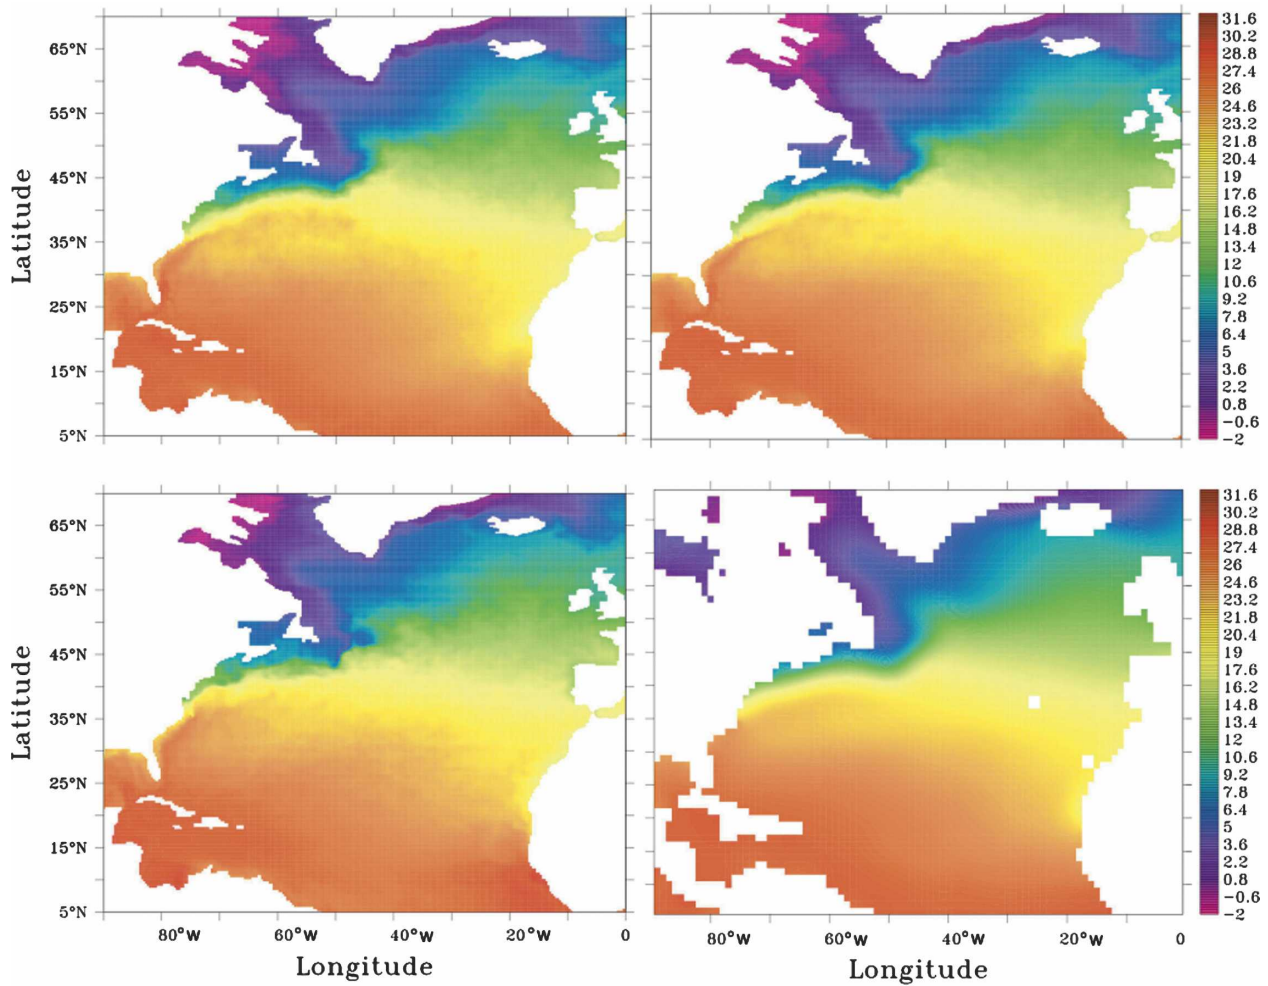 65°N
55°N
45°N
35°N
25°N
15°N
5°N
Latitude
31.6
30.2
28.8
27.4
26
24.6
23.2
21.8
20.4
19
17.6
16.2
14.8
13.4
12
10.6
9.2
7.8
6.4
5
3.6
2.2
0.8
-0.6
-2
65°N
55°N
45°N
35°N
25°N
15°N
5°N
Latitude
80°W 60°W 40°W 20°W 0
Longitude
80°W 60°W 40°W 20°W 0
Longitude
31.6
30.2
28.8
27.4
26
24.6
23.2
21.8
20.4
19
17.6
16.2
14.8
13.4
12
10.6
9.2
7.8
6.4
5
3.6
2.2
0.8
-0.6
-2